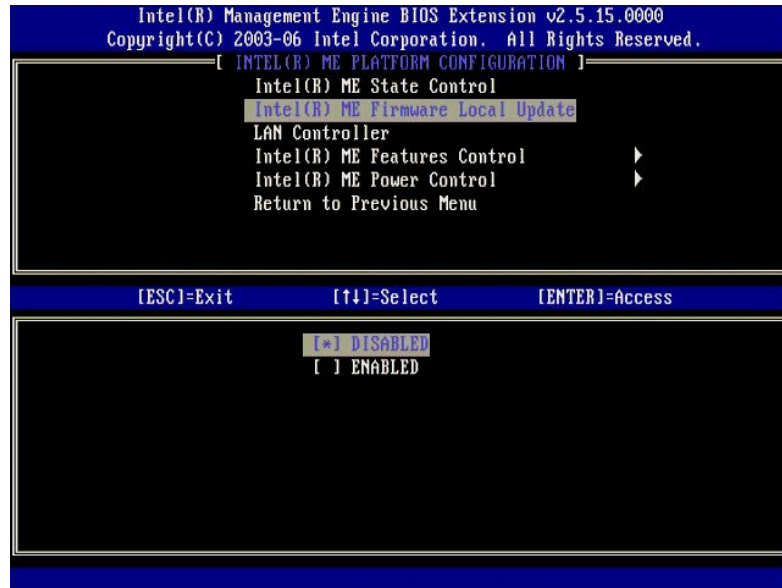 Intel(R) Management Engine BIOS Extension v2.5.15.0000
Copyright(C) 2003-06 Intel Corporation. All Rights Reserved.
[ INTEL(R) ME PLATFORM CONFIGURATION ]
Intel(R) ME State Control
Intel(R) ME Firmware Local Update
LAN Controller
Intel(R) ME Features Control ▶
Intel(R) ME Power Control ▶
Return to Previous Menu
[ESC]=Exit [↑↓]=Select [ENTER]=Access
[*] DISABLED
[ ] ENABLED